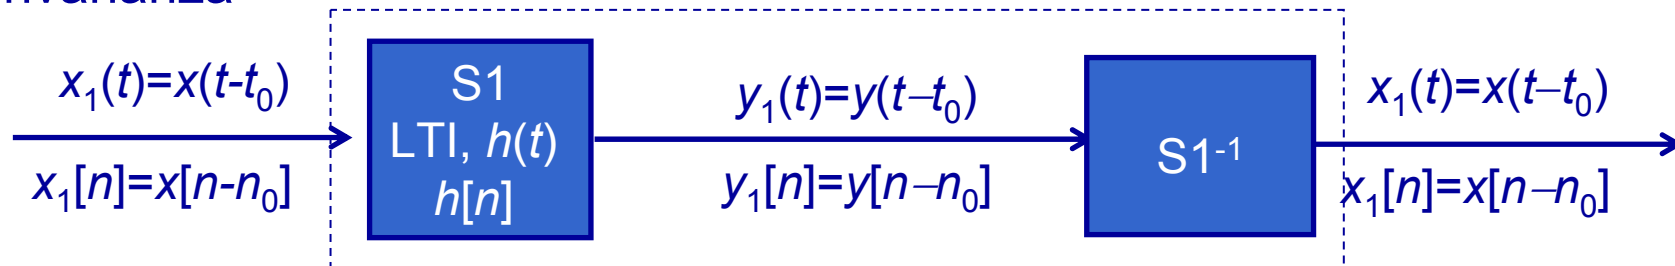 x₁(t)=x(t-t₀)
x₁[n]=x[n-n₀]
S1
LTI, h(t)
h[n]
y₁(t)=y(t–t₀)
y₁[n]=y[n–n₀]
S1⁻¹
x₁(t)=x(t–t₀)
x₁[n]=x[n–n₀]